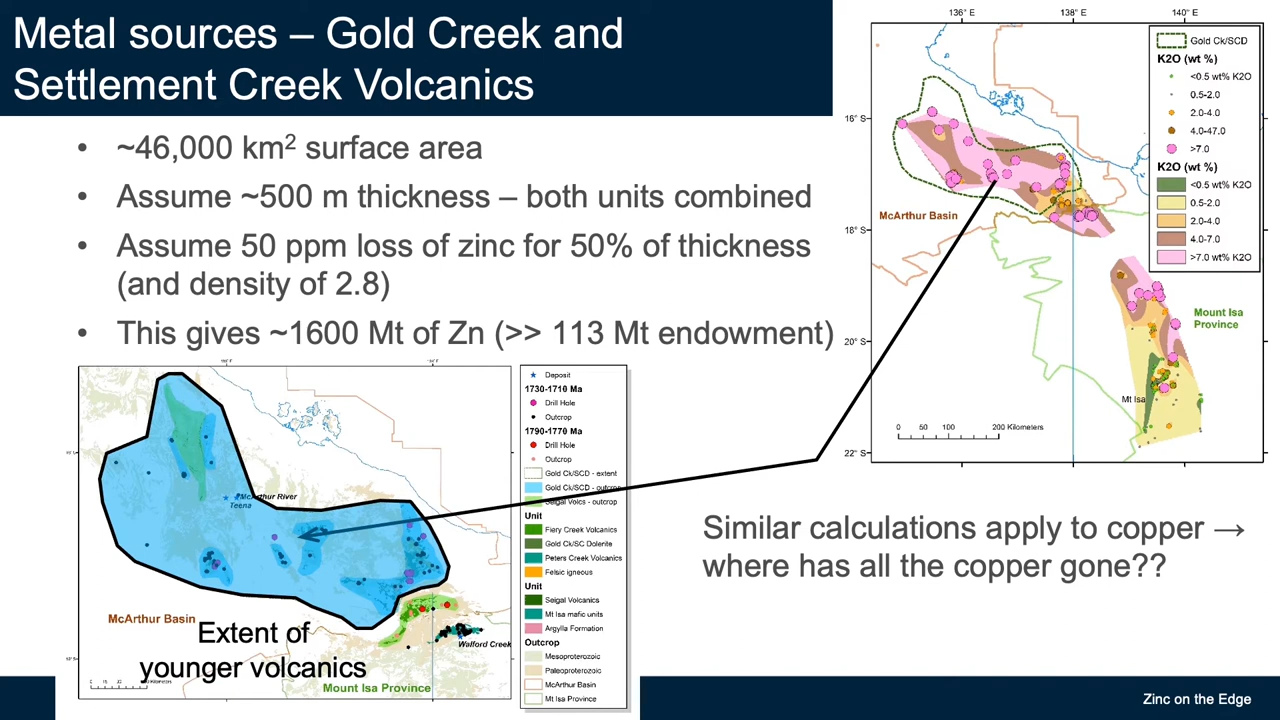 Metal sources – Gold Creek and
Settlement Creek Volcanics
• ~46,000 km² surface area
• Assume ~500 m thickness – both units combined
• Assume 50 ppm loss of zinc for 50% of thickness
(and density of 2.8)
• This gives ~1600 Mt of Zn (>> 113 Mt endowment)
136° E
138° E
140° E
16° S
18° S
20° S
22° S
McArthur Basin
Mount Isa
Province
Mt Isa
0 50 100 200 Kilometers
Gold Ck/SCD
K2O (wt %)
<0.5 wt% K2O
0.5-2.0
2.0-4.0
4.0-47.0
>7.0
K2O (wt %)
<0.5 wt% K2O
0.5-2.0
2.0-4.0
4.0-7.0
>7.0 wt% K2O
McArthur River
Teena
McArthur Basin
Extent of
younger volcanics
Walford Creek
Mount Isa Province
Deposit
1730-1710 Ma
Drill Hole
Outcrop
1790-1770 Ma
Drill Hole
Outcrop
Gold Ck/SCD - extent
Gold Ck/SCD - outcrop
Seigal Volcs - outcrop
Unit
Fiery Creek Volcanics
Gold Ck/SC Dolerite
Peters Creek Volcanics
Felsic igneous
Unit
Seigal Volcanics
Mt Isa mafic units
Argylla Formation
Outcrop
Mesoproterozoic
Paleoproterozoic
McArthur Basin
Mt Isa Province
Similar calculations apply to copper →
where has all the copper gone??
Zinc on the Edge